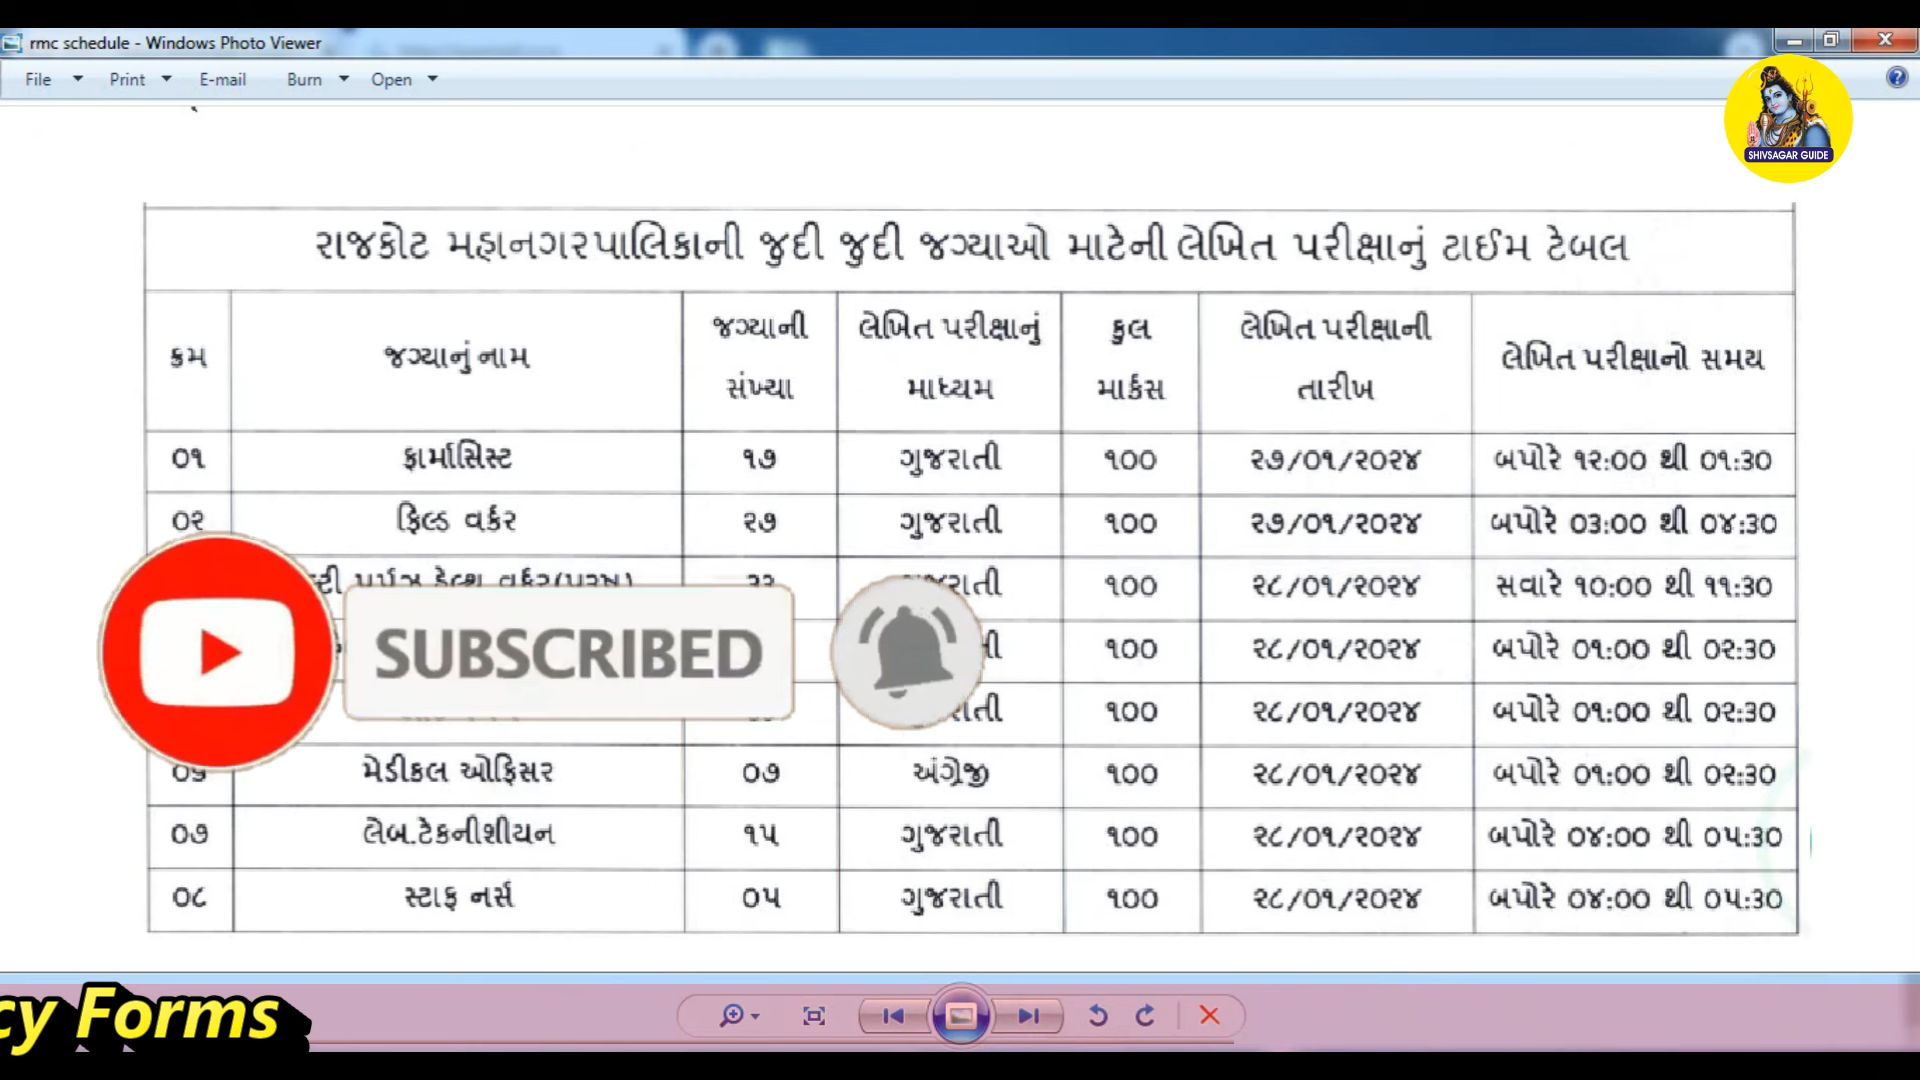 rmc schedule - Windows Photo Viewer
File Print E-mail Burn Open
SHIVSAGAR GUIDE
રાજકોટ મહાનગરપાલિકાની જુદી જુદી જગ્યાઓ માટેની લેખિત પરીક્ષાનું ટાઈમ ટેબલ
ક્રમ જગ્યાનું નામ જગ્યાની સંખ્યા લેખિત પરીક્ષાનું માધ્યમ કુલ માર્કસ લેખિત પરીક્ષાની તારીખ લેખિત પરીક્ષાનો સમય
૦૧ ફાર્માસિસ્ટ ૧૭ ગુજરાતી ૧૦૦ ૨૭/૦૧/૨૦૨૪ બપોરે ૧૨:૦૦ થી ૦૧:૩૦
૦૨ ફિલ્ડ વર્કર ૨૭ ગુજરાતી ૧૦૦ ૨૭/૦૧/૨૦૨૪ બપોરે ૦૩:૦૦ થી ૦૪:૩૦
૧૦૦ ૨૮/૦૧/૨૦૨૪ સવારે ૧૦:૦૦ થી ૧૧:૩૦
૧૦૦ ૨૮/૦૧/૨૦૨૪ બપોરે ૦૧:૦૦ થી ૦૨:૩૦
૧૦૦ ૨૮/૦૧/૨૦૨૪ બપોરે ૦૧:૦૦ થી ૦૨:૩૦
SUBSCRIBED
મેડીકલ ઓફિસર ૦૭ અંગ્રેજી ૧૦૦ ૨૮/૦૧/૨૦૨૪ બપોરે ૦૧:૦૦ થી ૦૨:૩૦
૦૭ લેબ.ટેકનીશીયન ૧૫ ગુજરાતી ૧૦૦ ૨૮/૦૧/૨૦૨૪ બપોરે ૦૪:૦૦ થી ૦૫:૩૦
૦૮ સ્ટાફ નર્સ ૦૫ ગુજરાતી ૧૦૦ ૨૮/૦૧/૨૦૨૪ બપોરે ૦૪:૦૦ થી ૦૫:૩૦
cy Forms